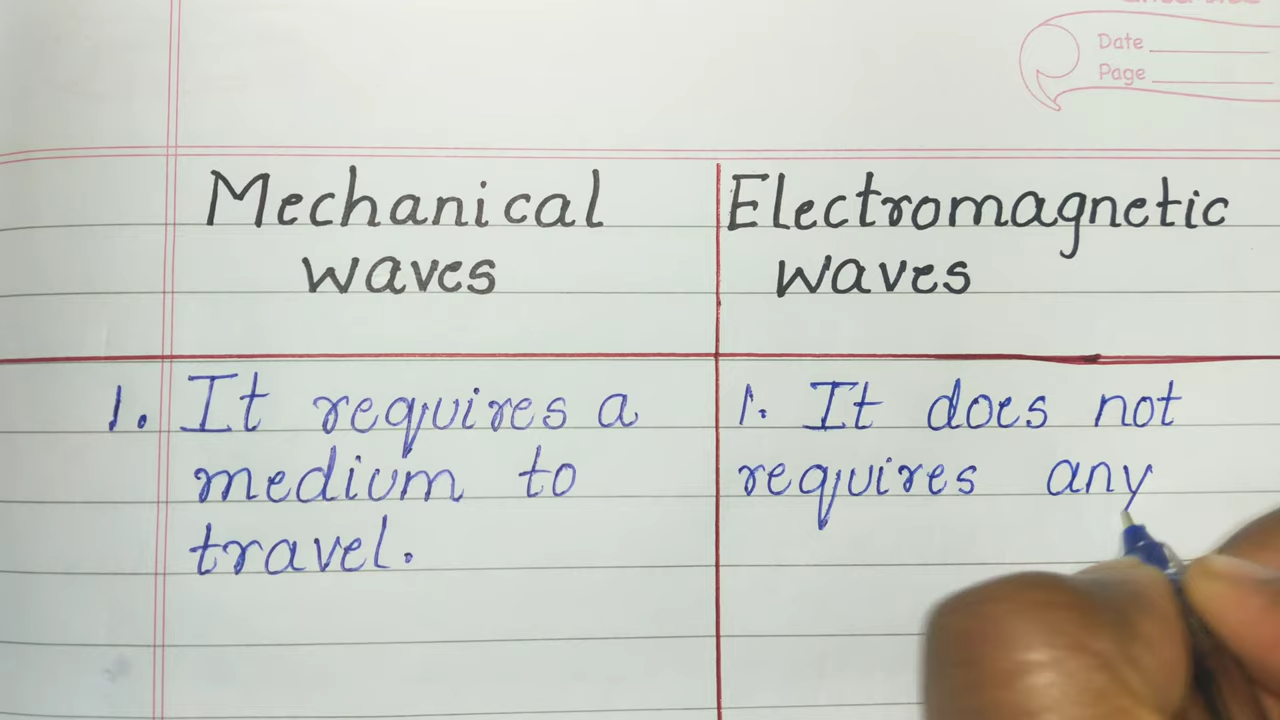 Date
Page
Mechanical waves
Electromagnetic waves
1. It requires a
medium to
travel.
1. It does not
requires any